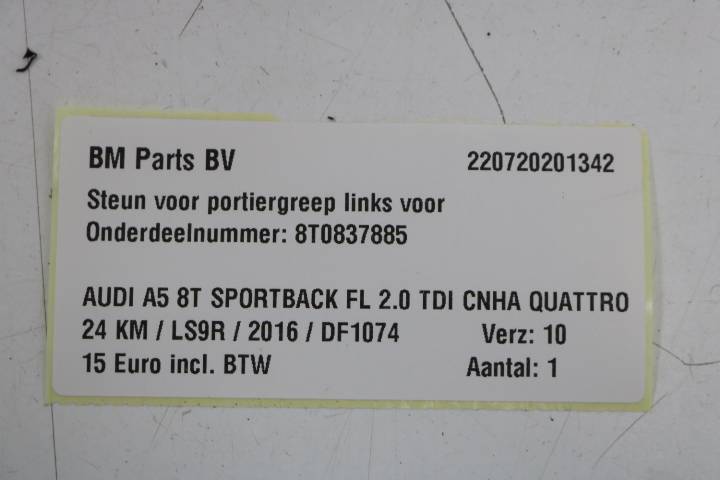 BM Parts BV 220720201342
Steun voor portiergreep links voor
Onderdeelnummer: 8T0837885
AUDI A5 8T SPORTBACK FL 2.0 TDI CNHA QUATTRO
24 KM / LS9R / 2016 / DF1074 Verz: 10
15 Euro incl. BTW Aantal: 1